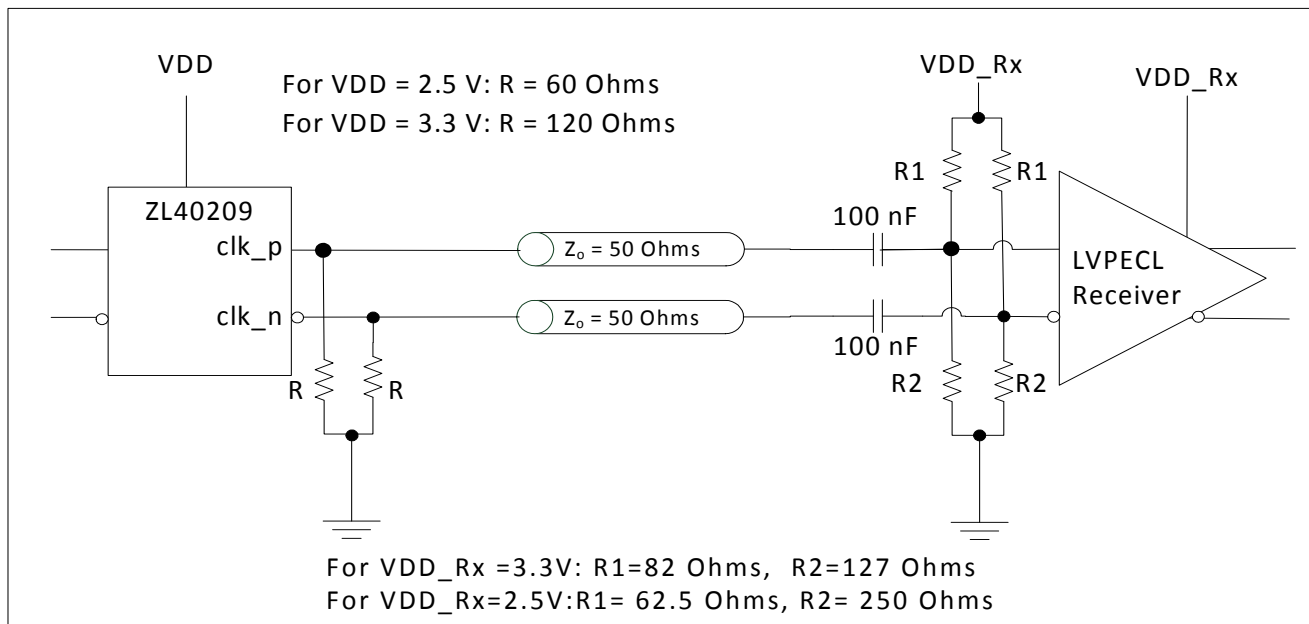 VDD
For VDD = 2.5 V: R = 60 Ohms
For VDD = 3.3 V: R = 120 Ohms
VDD_Rx
VDD_Rx
ZL40209
clk_p
clk_n
R
R
Zo = 50 Ohms
Zo = 50 Ohms
100 nF
100 nF
R1
R1
R2
R2
LVPECL
Receiver
For VDD_Rx =3.3V: R1=82 Ohms, R2=127 Ohms
For VDD_Rx=2.5V:R1= 62.5 Ohms, R2= 250 Ohms